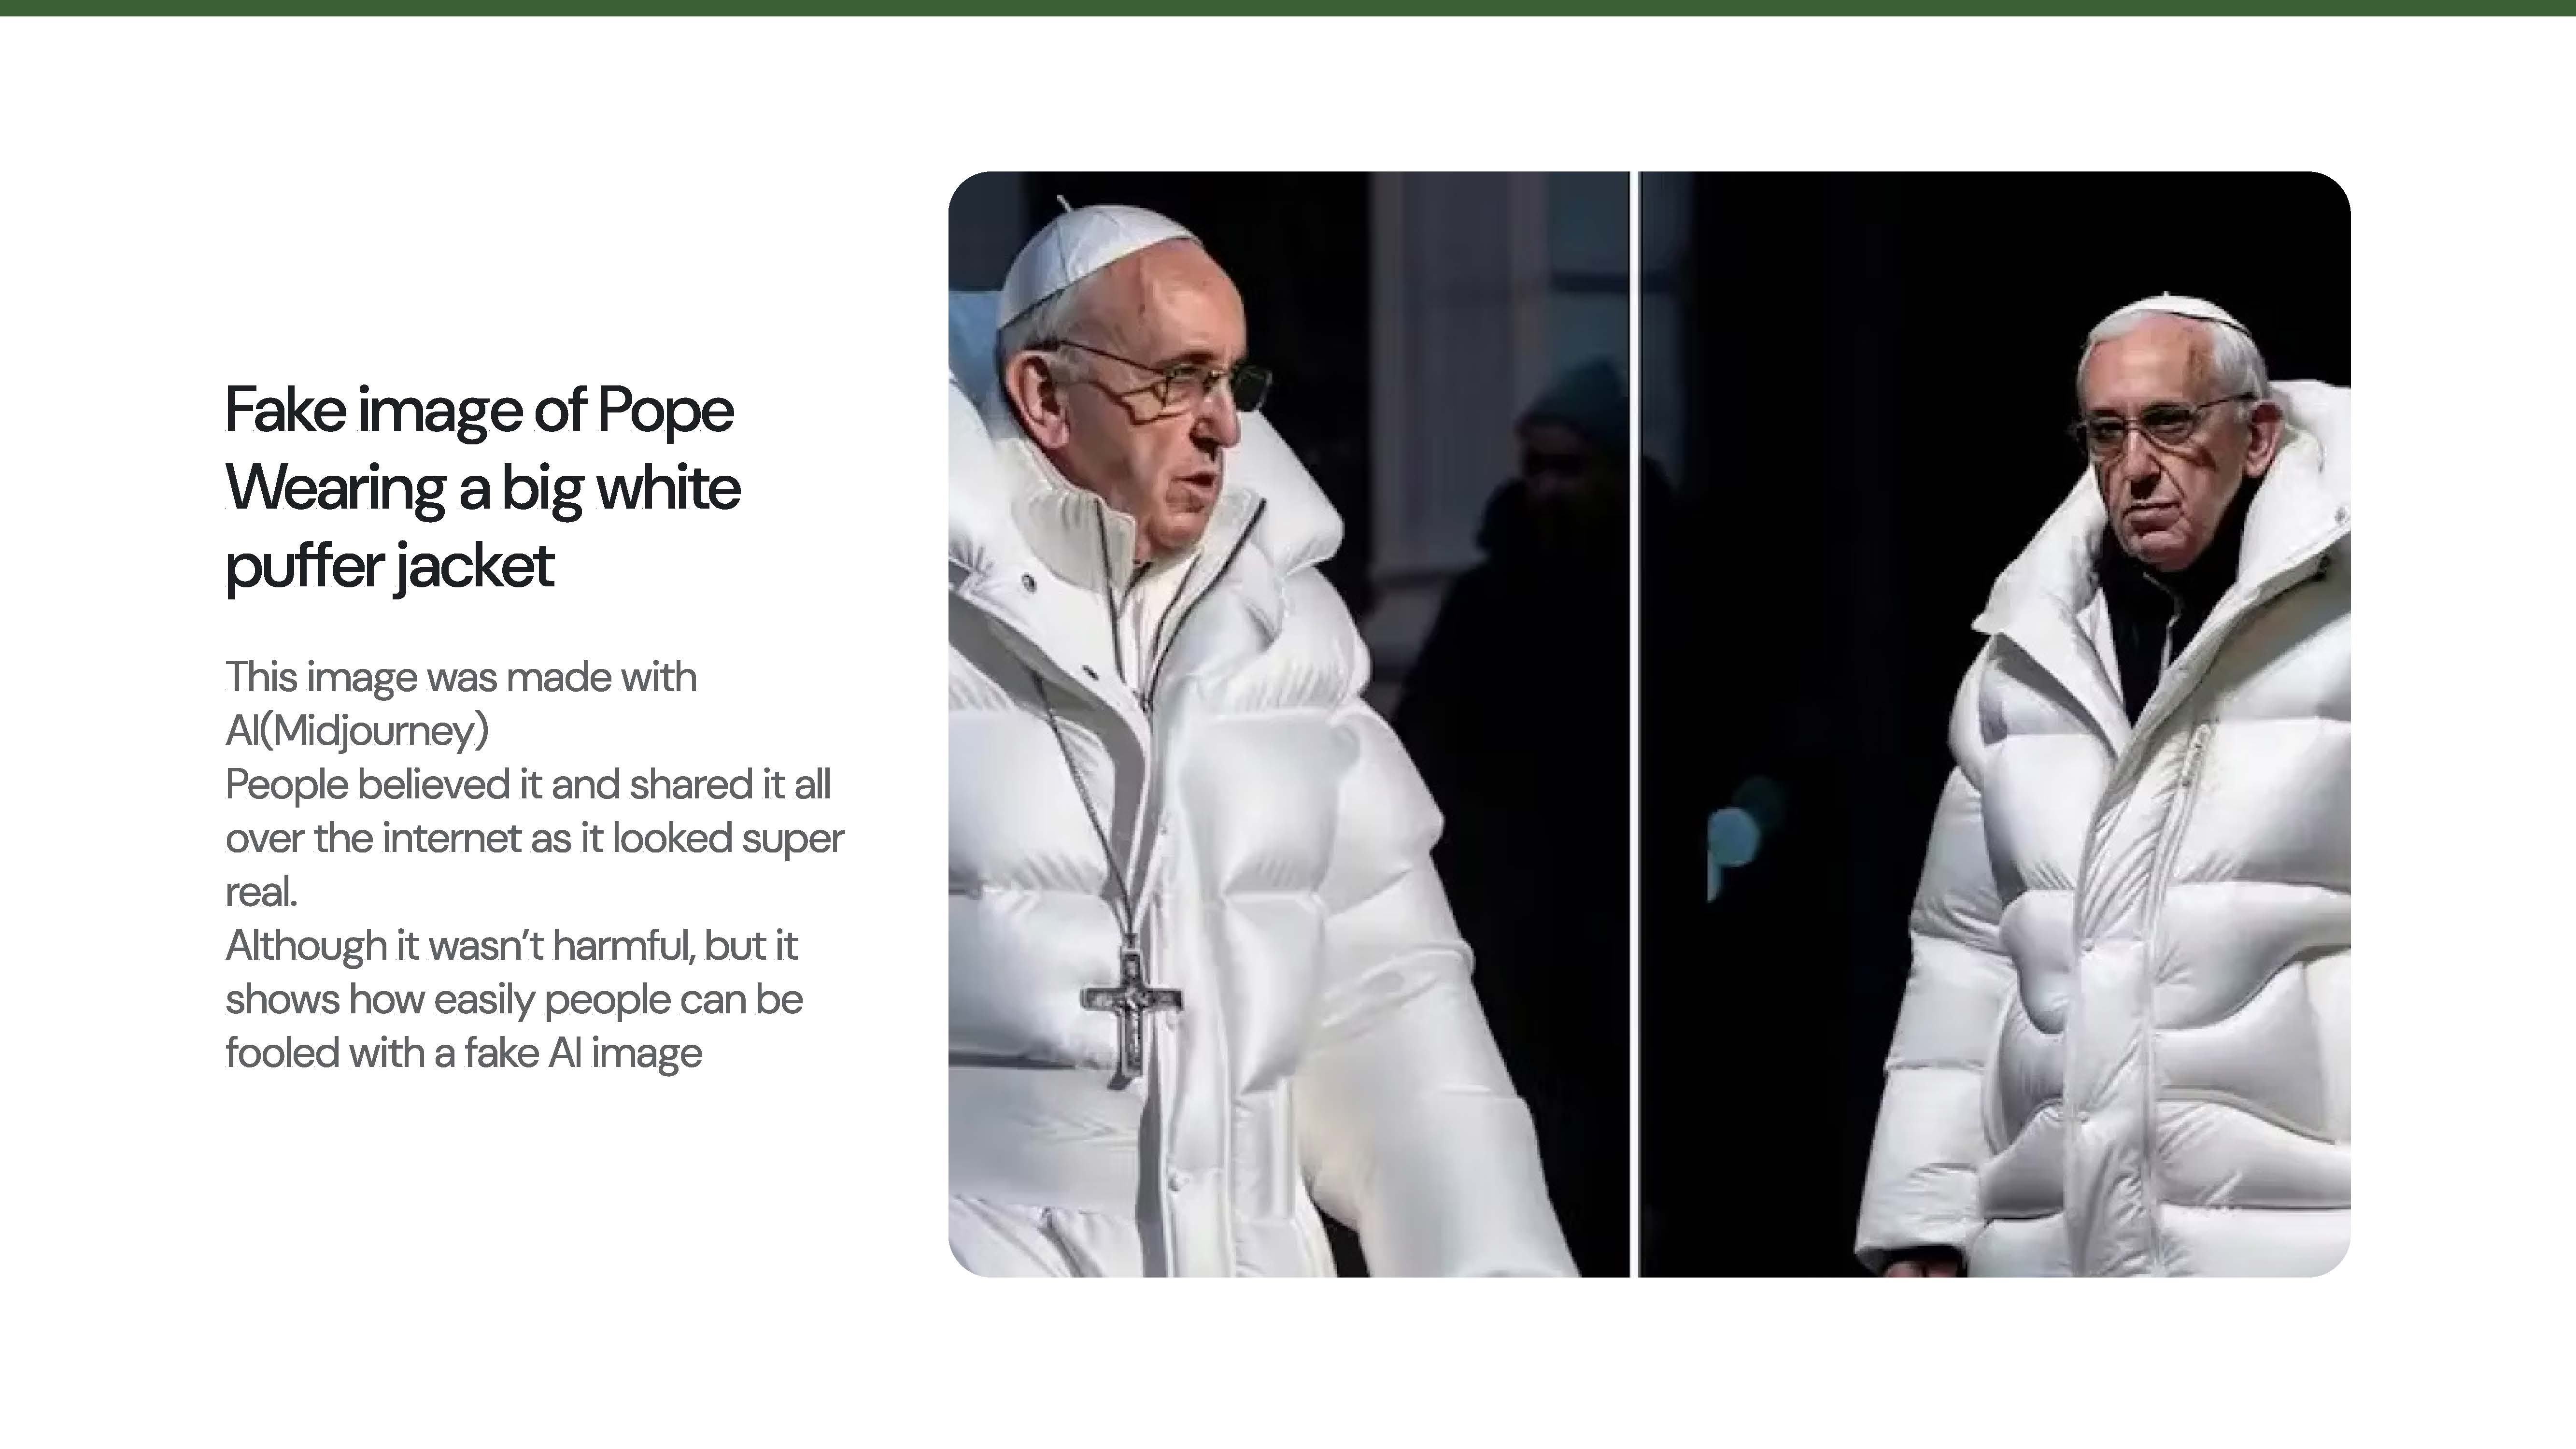 Fake image of Pope
Wearing a big white
puffer jacket
This image was made with
AI(Midjourney)
People believed it and shared it all
over the internet as it looked super
real.
Although it wasn’t harmful, but it
shows how easily people can be
fooled with a fake AI image